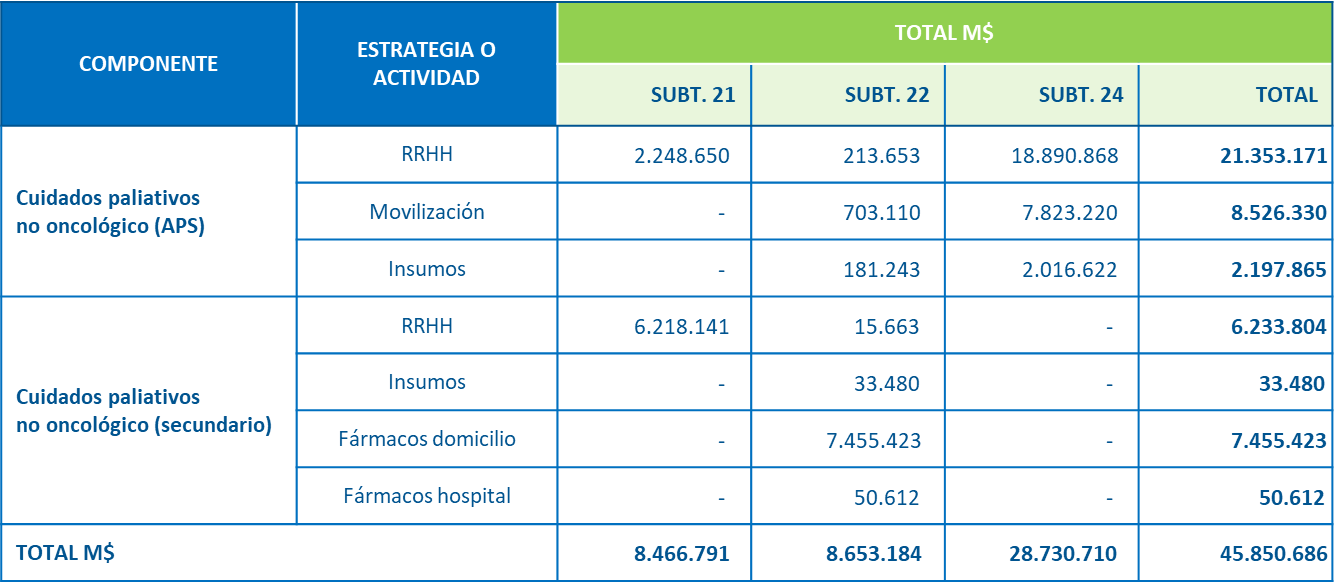 COMPONENTE
ESTRATEGIA O
ACTIVIDAD
TOTAL M$
SUBT. 21 SUBT. 22 SUBT. 24 TOTAL
Cuidados paliativos
no oncológico (APS)
RRHH 2.248.650 213.653 18.890.868 21.353.171
Movilización - 703.110 7.823.220 8.526.330
Insumos - 181.243 2.016.622 2.197.865
Cuidados paliativos
no oncológico (secundario)
RRHH 6.218.141 15.663 - 6.233.804
Insumos - 33.480 - 33.480
Fármacos domicilio - 7.455.423 - 7.455.423
Fármacos hospital - 50.612 - 50.612
TOTAL M$ 8.466.791 8.653.184 28.730.710 45.850.686